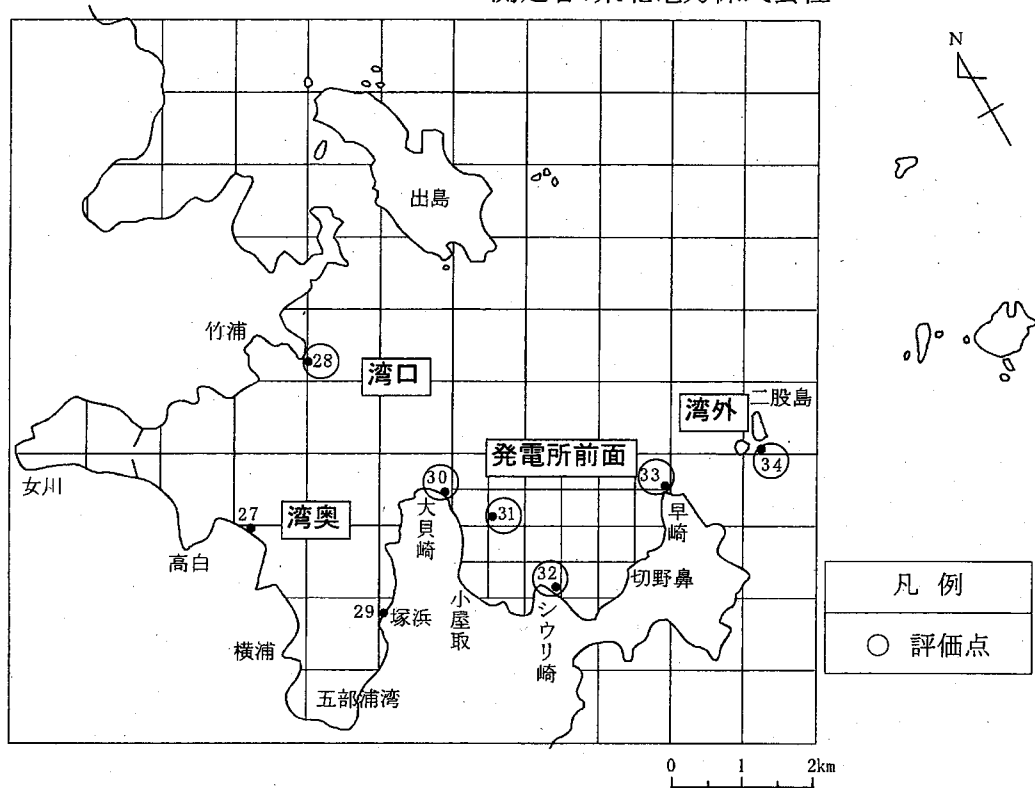 N
出島
竹浦
28
湾口
二股島
湾外
発電所前面
女川
30
33
34
27
湾奥
大貝崎
31
早崎
高白
32
切野鼻
凡例
29
塚浜
小屋取
シウリ崎
○ 評価点
横浦
五部浦湾
0 1 2km